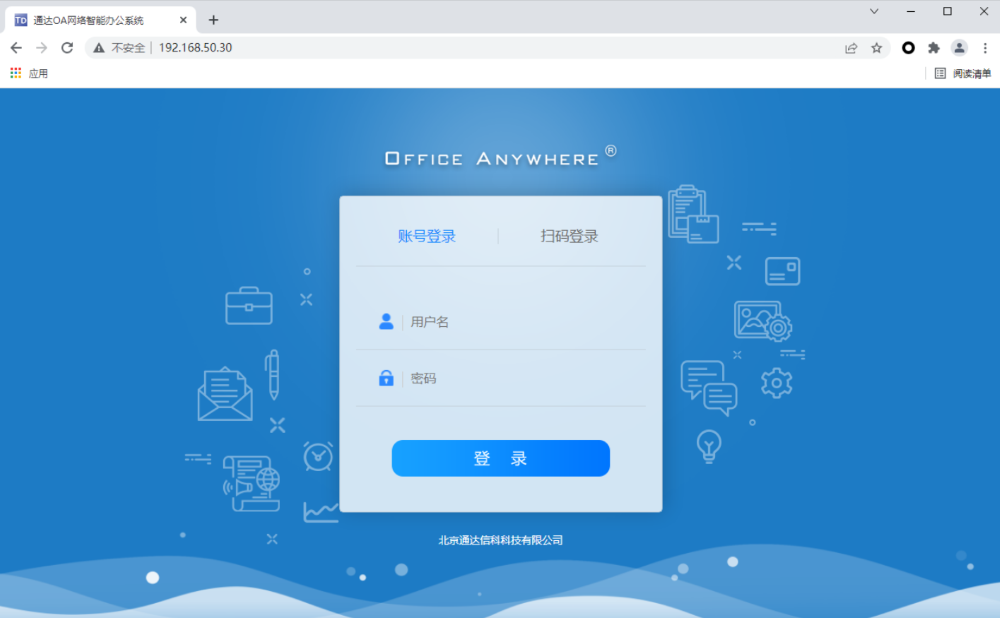 通达OA网络智能办公系统
不安全 192.168.50.30
应用
阅读清单
OFFICE ANYWHERE®
账号登录
扫码登录
用户名
密码
登 录
北京通达信科科技有限公司